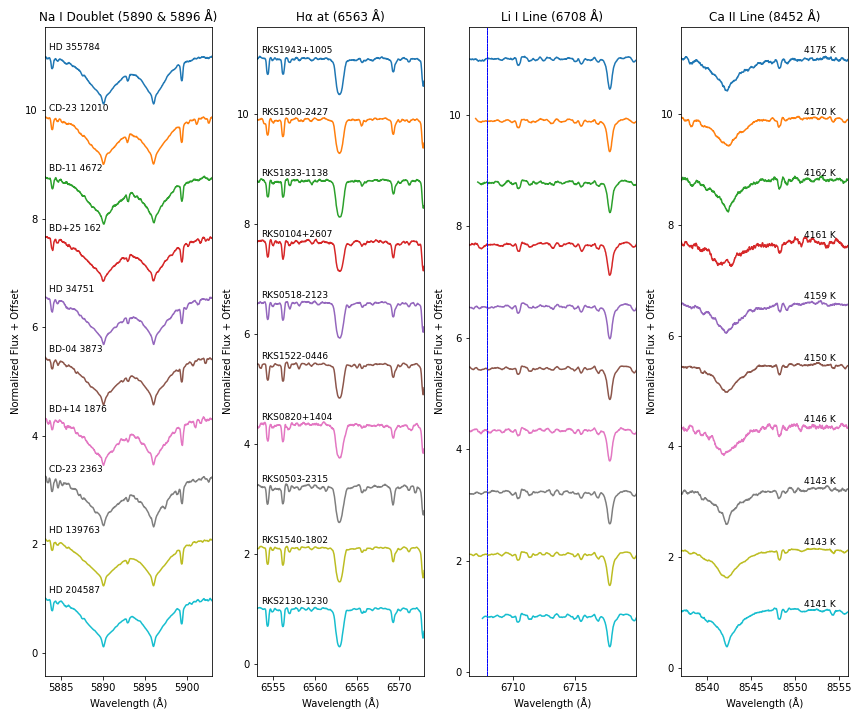 Na I Doublet (5890 & 5896 Å)
Hα at (6563 Å)
Li I Line (6708 Å)
Ca II Line (8452 Å)
HD 355784
CD-23 12010
BD-11 4672
BD+25 162
HD 34751
BD-04 3873
BD+14 1876
CD-23 2363
HD 139763
HD 204587
RKS1943+1005
RKS1500-2427
RKS1833-1138
RKS0104+2607
RKS0518-2123
RKS1522-0446
RKS0820+1404
RKS0503-2315
RKS1540-1802
RKS2130-1230
4175 K
4170 K
4162 K
4161 K
4159 K
4150 K
4146 K
4143 K
4143 K
4141 K
Normalized Flux + Offset
10
8
6
4
2
0
5885
5890
5895
5900
Wavelength (Å)
Normalized Flux + Offset
10
8
6
4
2
0
6555
6560
6565
6570
Wavelength (Å)
Normalized Flux + Offset
10
8
6
4
2
0
6710
6715
Wavelength (Å)
Normalized Flux + Offset
10
8
6
4
2
0
8540
8545
8550
8555
Wavelength (Å)